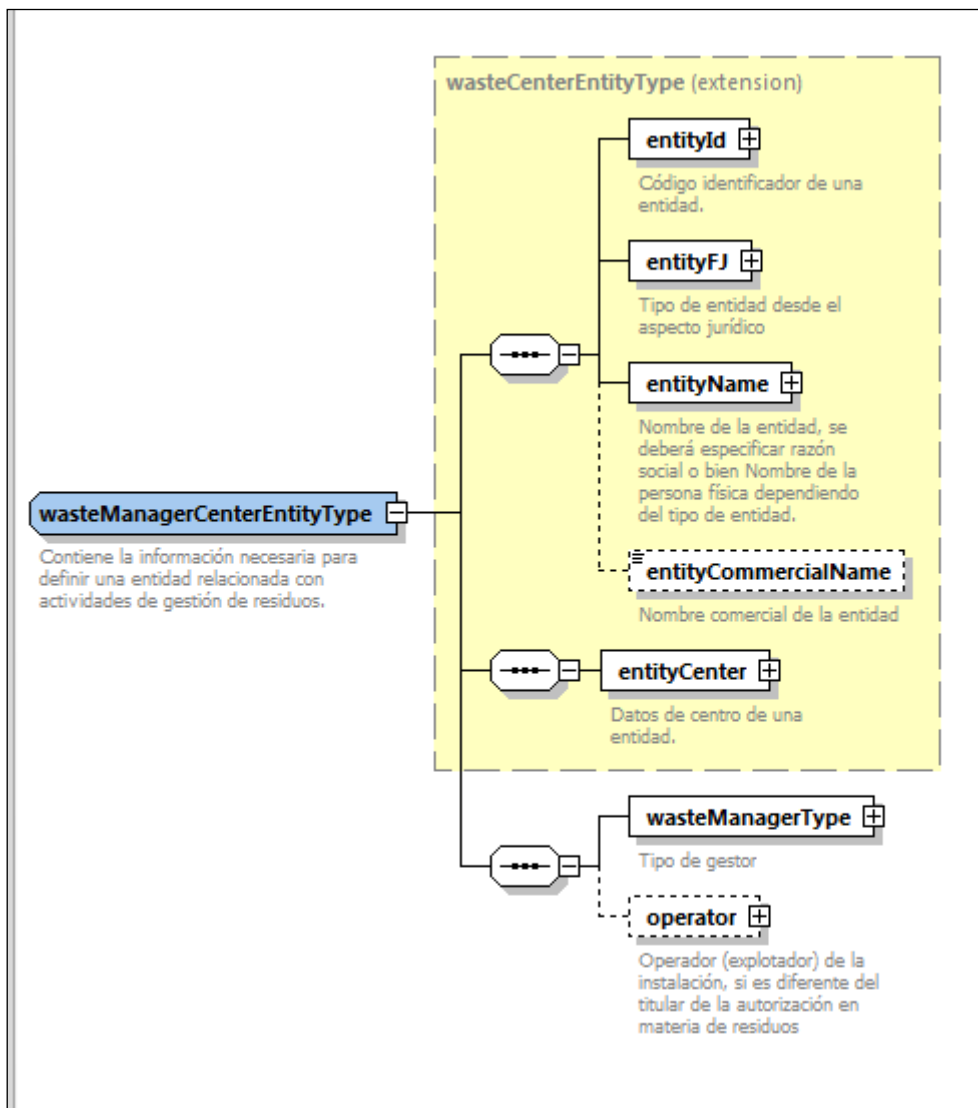 wasteCenterEntityType (extension)
entityId
Código identificador de una
entidad.
entityFJ
Tipo de entidad desde el
aspecto jurídico
entityName
Nombre de la entidad, se
deberá especificar razón
social o bien Nombre de la
persona física dependiendo
del tipo de entidad.
entityCommercialName
Nombre comercial de la entidad
wasteManagerCenterEntityType
Contiene la información necesaria para
definir una entidad relacionada con
actividades de gestión de residuos.
entityCenter
Datos de centro de una
entidad.
wasteManagerType
Tipo de gestor
operator
Operador (explotador) de la
instalación, si es diferente del
titular de la autorización en
materia de residuos